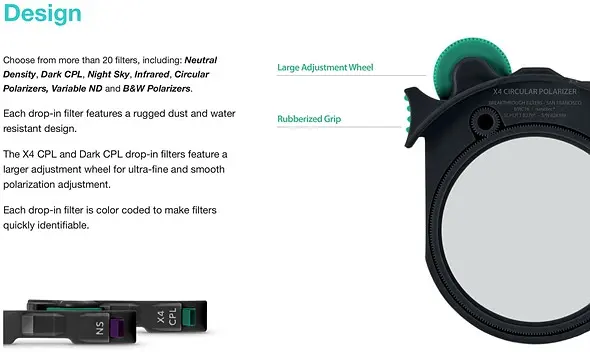 Design
Choose from more than 20 filters, including: Neutral
Density, Dark CPL, Night Sky, Infrared, Circular
Polarizers, Variable ND and B&W Polarizers.
Each drop-in filter features a rugged dust and water
resistant design.
The X4 CPL and Dark CPL drop-in filters feature a
larger adjustment wheel for ultra-fine and smooth
polarization adjustment.
Each drop-in filter is color coded to make filters
quickly identifiable.
Large Adjustment Wheel
Rubberized Grip
X4 CIRCULAR POLARIZER
NS
X4
CPL